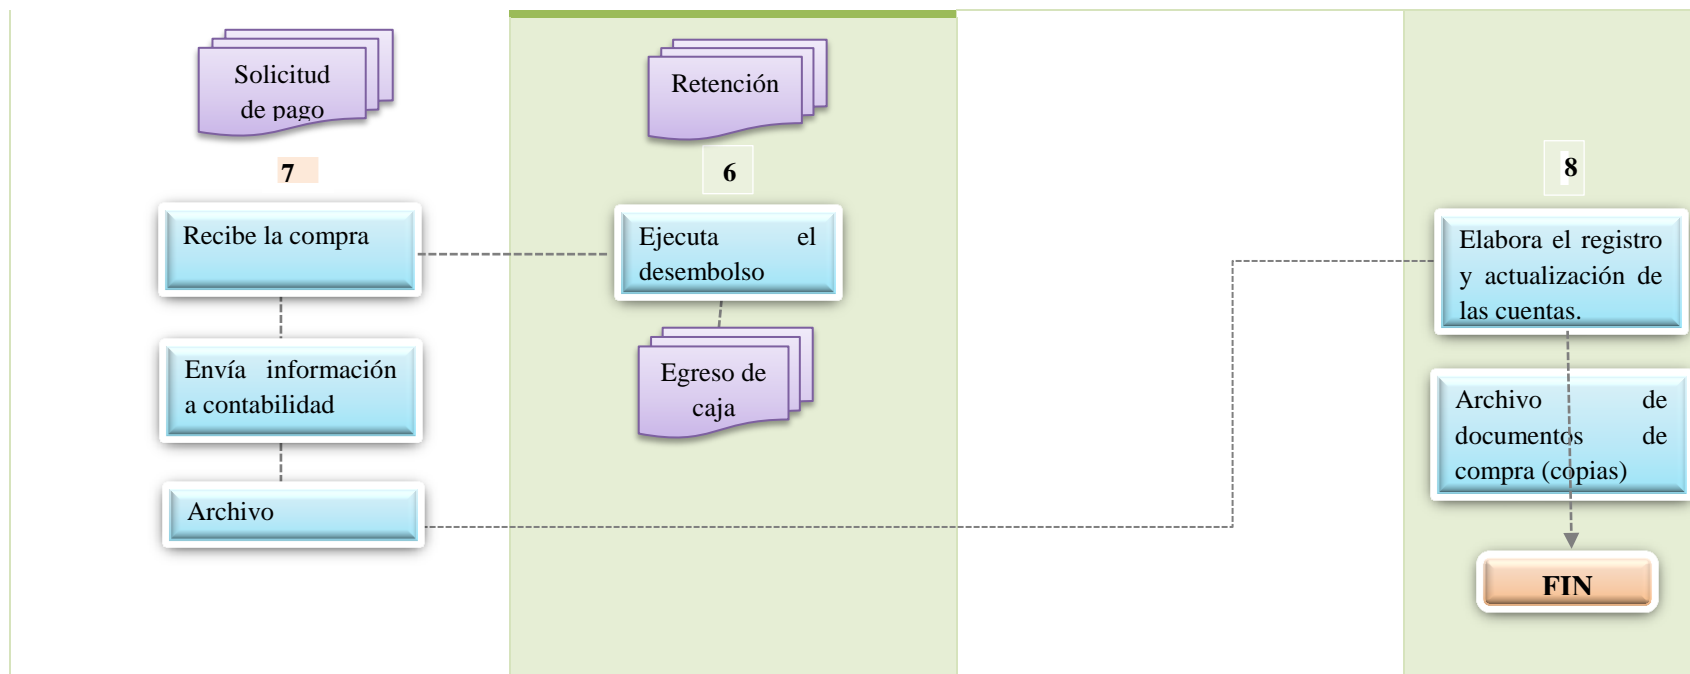 Solicitud
de pago
7
Recibe la compra
Envía información
a contabilidad
Archivo
Retención
6
Ejecuta el
desembolso
Egreso de
caja
8
Elabora el registro
y actualización de
las cuentas.
Archivo de
documentos de
compra (copias)
FIN